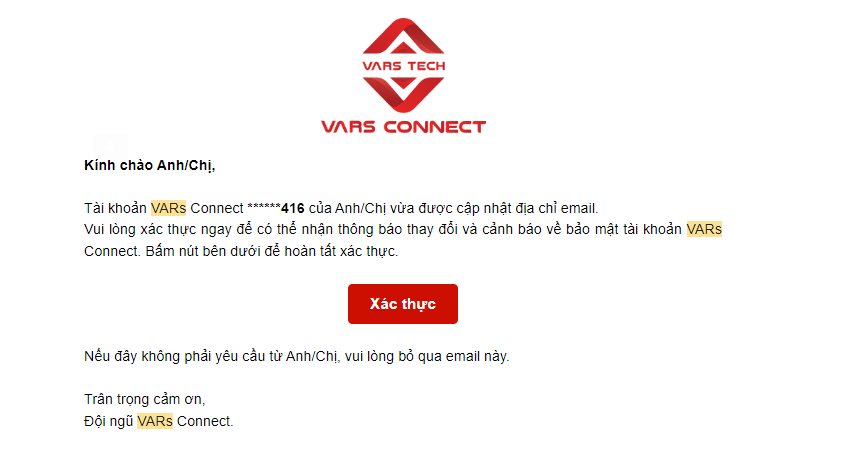 VARS TECH
VARS CONNECT
Kính chào Anh/Chị,
Tài khoản VARs Connect ******416 của Anh/Chị vừa được cập nhật địa chỉ email.
Vui lòng xác thực ngay để có thể nhận thông báo thay đổi và cảnh báo về bảo mật tài khoản VARs
Connect. Bấm nút bên dưới để hoàn tất xác thực.
Xác thực
Nếu đây không phải yêu cầu từ Anh/Chị, vui lòng bỏ qua email này.
Trân trọng cảm ơn,
Đội ngũ VARs Connect.